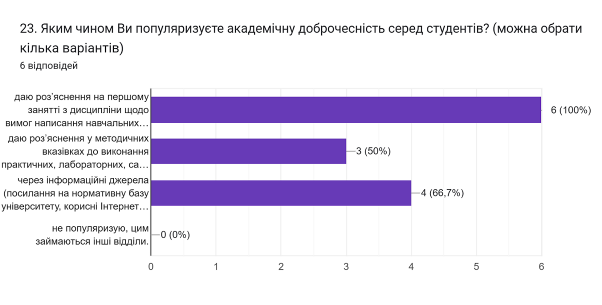 23. Яким чином Ви популяризуєте академічну доброчесність серед студентів? (можна обрати
кілька варіантів)
6 відповідей
даю роз'яснення на першому
занятті з дисципліни щодо
вимог написання навчальних…
6 (100%)
даю роз'яснення у методичних
вказівках до виконання
практичних, лабораторних, са…
3 (50%)
через інформаційні джерела
(посилання на нормативну базу
університету, корисні Інтернет…
4 (66,7%)
не популяризую, цим
займаються інші відділи.
0 (0%)
0 1 2 3 4 5 6